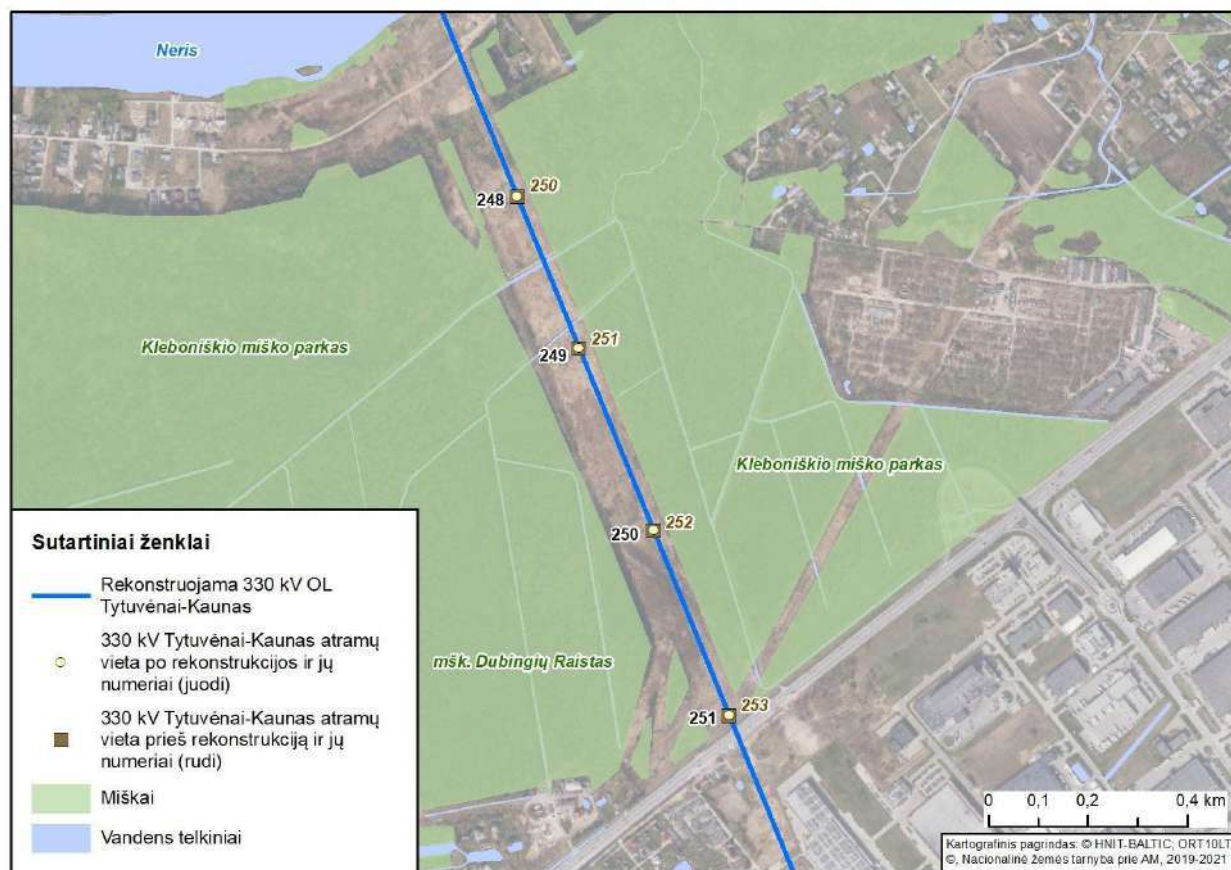 Neris
248
250
Kleboniškio miško parkas
249
251
Kleboniškio miško parkas
250
252
mšk. Dubingių Raistas
251
253
Sutartiniai ženklai
Rekonstruojama 330 kV OL
Tytuvėnai-Kaunas
330 kV Tytuvėnai-Kaunas atramų
vieta po rekonstrukcijos ir jų
numeriai (juodi)
330 kV Tytuvėnai-Kaunas atramų
vieta prieš rekonstrukciją ir jų
numeriai (rudi)
Miškai
Vandens telkiniai
0 0,1 0,2 0,4 km
Kartografinis pagrindas: © HNIT-BALTIC; ORT10LT
©, Nacionalinė žemės tarnyba prie AM, 2019-2021